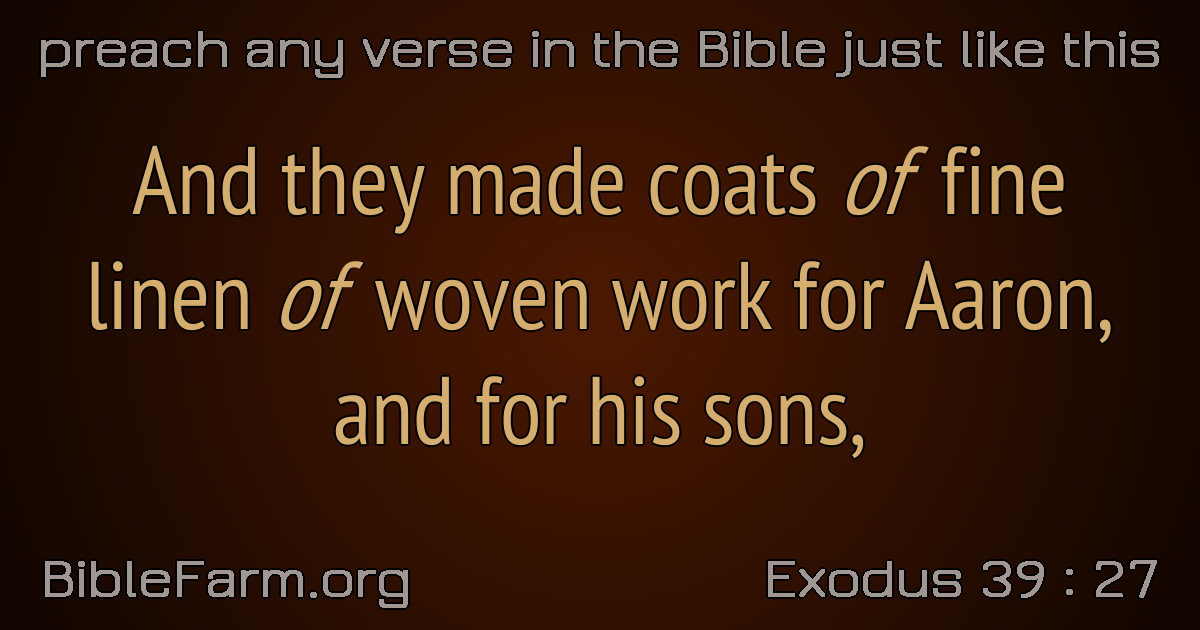 preach any verse in the Bible just like this
And they made coats of fine
linen of woven work for Aaron,
and for his sons,
BibleFarm.org
Exodus 39 : 27